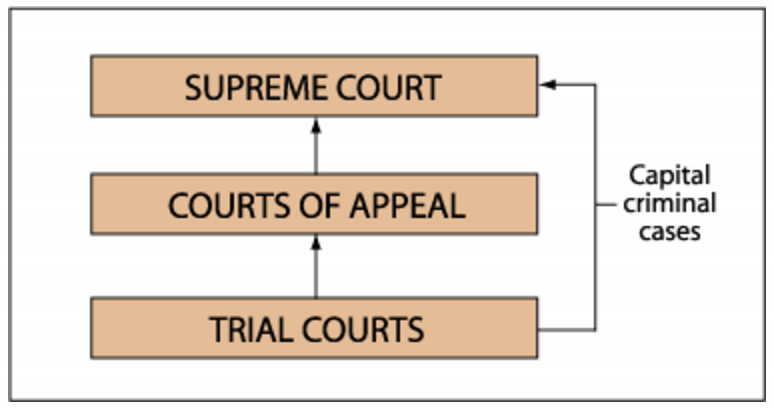 SUPREME COURT
COURTS OF APPEAL
Capital
criminal
cases
TRIAL COURTS